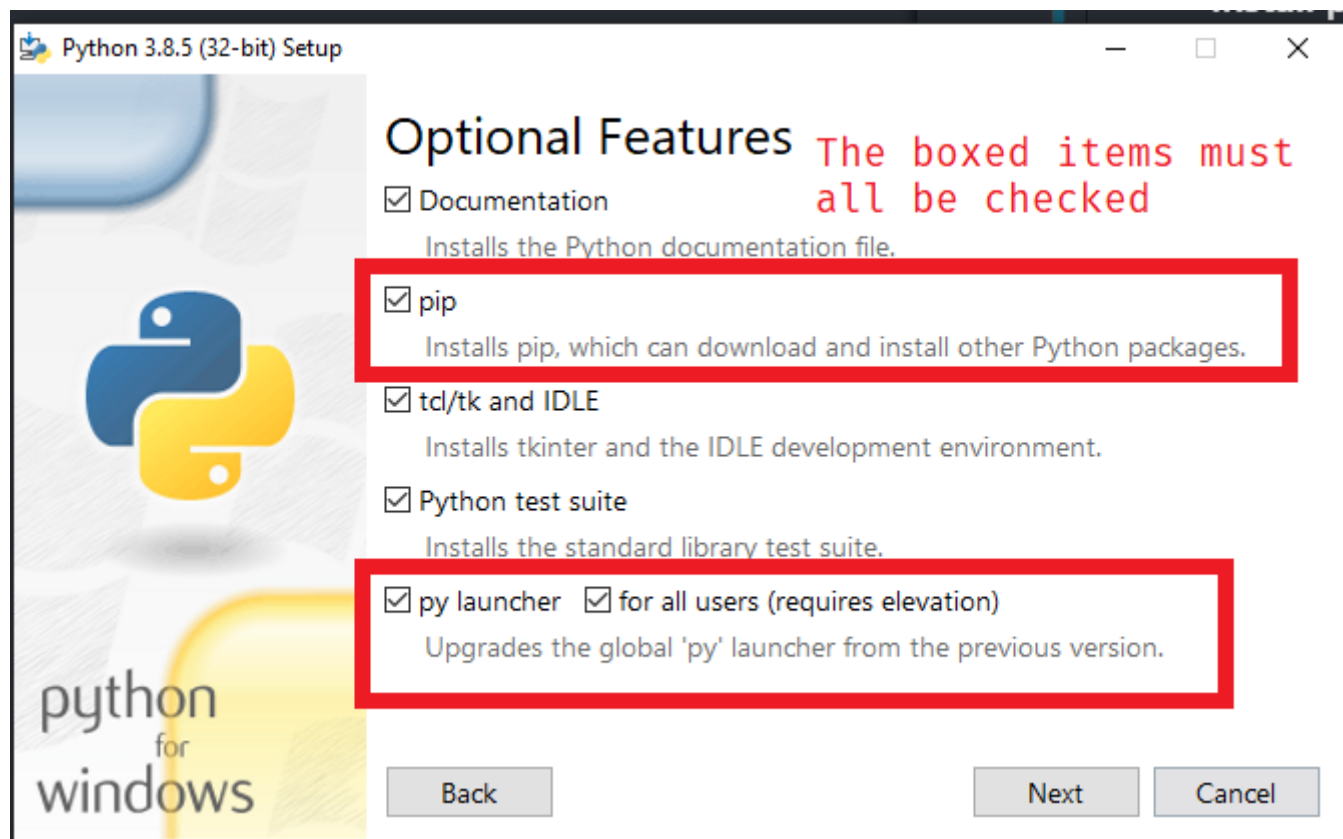 Python 3.8.5 (32-bit) Setup
Optional Features
The boxed items must
all be checked
Documentation
Installs the Python documentation file.
pip
Installs pip, which can download and install other Python packages.
tcl/tk and IDLE
Installs tkinter and the IDLE development environment.
Python test suite
Installs the standard library test suite.
py launcher for all users (requires elevation)
Upgrades the global 'py' launcher from the previous version.
python
for
windows
Back Next Cancel